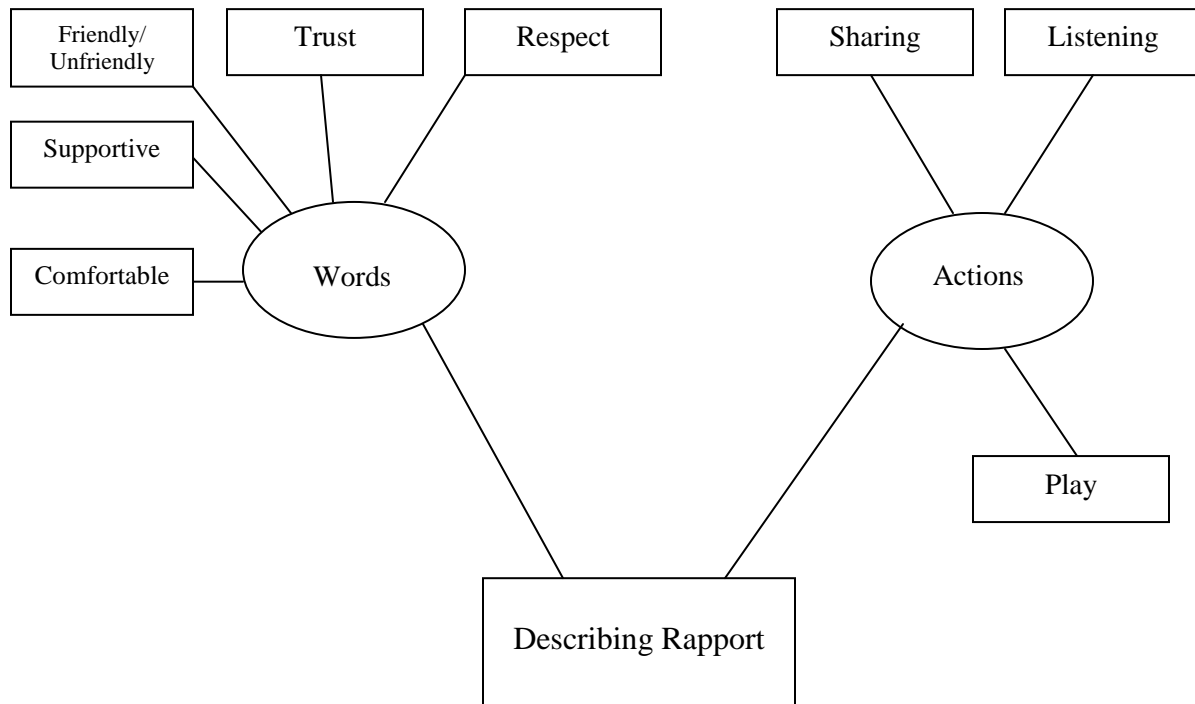 Friendly/
Unfriendly
Trust
Respect
Sharing
Listening
Supportive
Comfortable
Words
Actions
Play
Describing Rapport